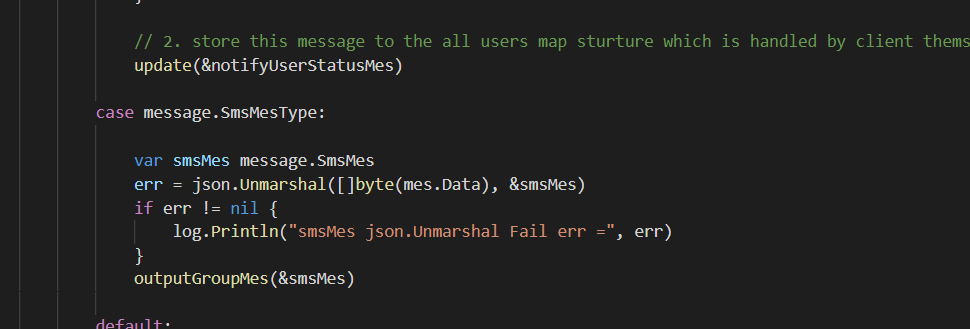 }
// 2. store this message to the all users map sturture which is handled by client thems
update(&notifyUserStatusMes)
case message.SmsMesType:
var smsMes message.SmsMes
err = json.Unmarshal([]byte(mes.Data), &smsMes)
if err != nil {
log.Println("smsMes json.Unmarshal Fail err =", err)
}
outputGroupMes(&smsMes)
default: